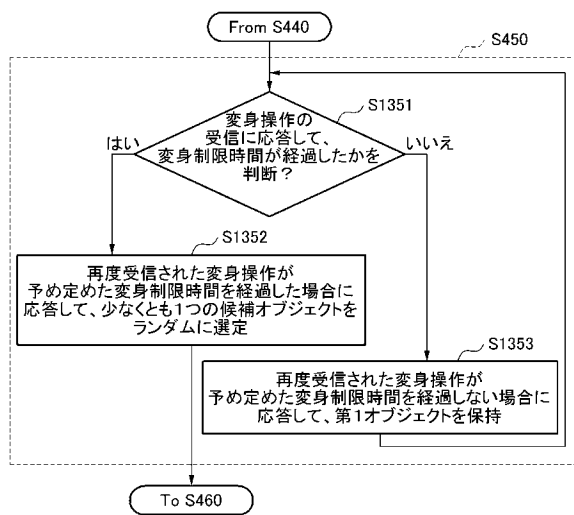 From S440
S450
S1351
変身操作の
受信に応答して、
変身制限時間が経過したかを
判断？
はい
いいえ
S1352
再度受信された変身操作が
予め定めた変身制限時間を経過した場合に
応答して、少なくとも1つの候補オブジェクトを
ランダムに選定
S1353
再度受信された変身操作が
予め定めた変身制限時間を経過しない場合に
応答して、第1オブジェクトを保持
To S460